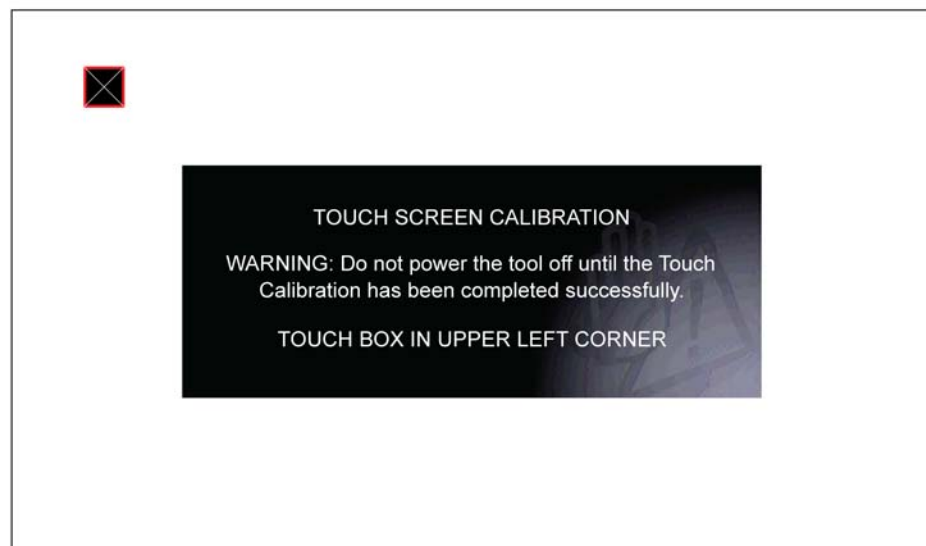 TOUCH SCREEN CALIBRATION
WARNING: Do not power the tool off until the Touch
Calibration has been completed successfully.
TOUCH BOX IN UPPER LEFT CORNER